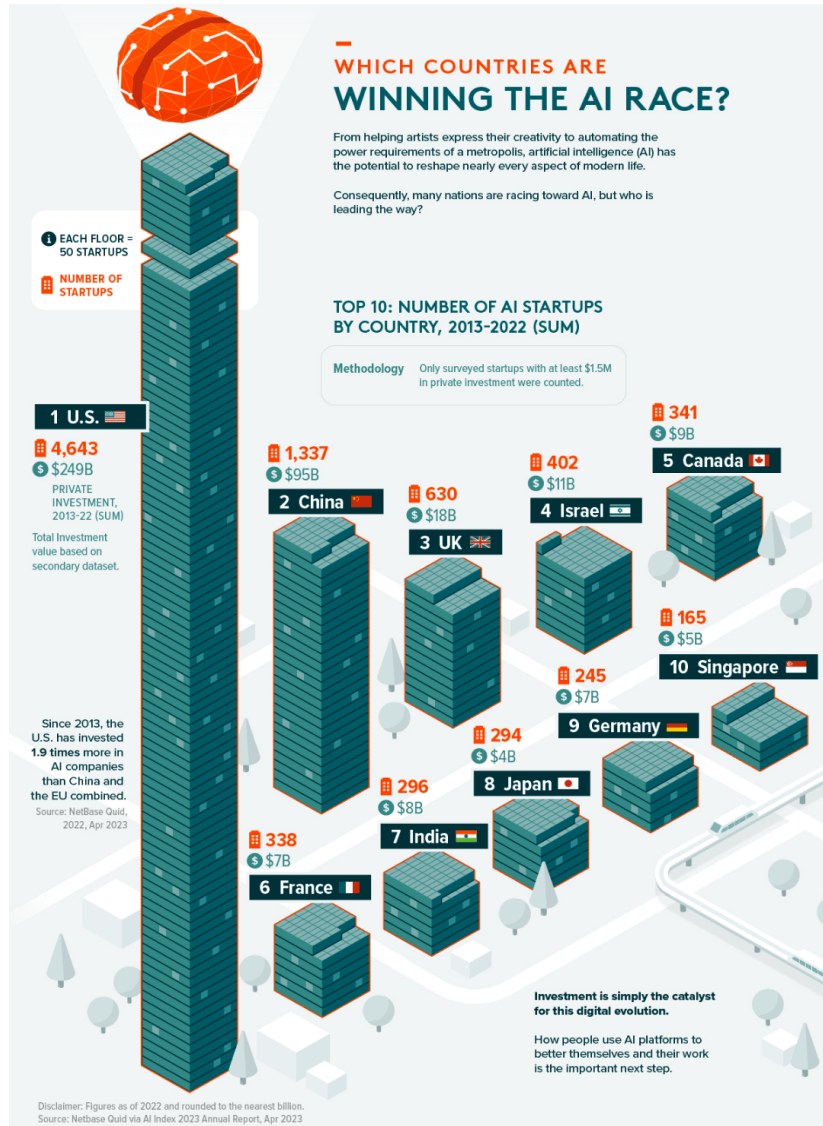 WHICH COUNTRIES ARE
WINNING THE AI RACE?
From helping artists express their creativity to automating the
power requirements of a metropolis, artificial intelligence (AI) has
the potential to reshape nearly every aspect of modern life.
Consequently, many nations are racing toward AI, but who is
leading the way?
EACH FLOOR =
50 STARTUPS
NUMBER OF
STARTUPS
TOP 10: NUMBER OF AI STARTUPS
BY COUNTRY, 2013-2022 (SUM)
Methodology
Only surveyed startups with at least $1.5M
in private investment were counted.
1 U.S.
4,643
$249B
PRIVATE
INVESTMENT,
2013-22 (SUM)
Total Investment
value based on
secondary dataset.
1,337
$95B
2 China
630
$18B
3 UK
402
$11B
4 Israel
341
$9B
5 Canada
338
$7B
6 France
296
$8B
7 India
294
$4B
8 Japan
245
$7B
9 Germany
165
$5B
10 Singapore
Since 2013, the
U.S. has invested
1.9 times more in
AI companies
than China and
the EU combined.
Source: NetBase Quid,
2022, Apr 2023
Investment is simply the catalyst
for this digital evolution.
How people use AI platforms to
better themselves and their work
is the important next step.
Disclaimer: Figures as of 2022 and rounded to the nearest billion.
Source: Netbase Quid via AI Index 2023 Annual Report, Apr 2023